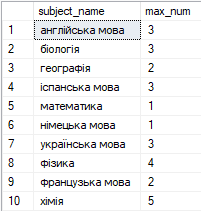 subject_name max_num
1 англійська мова 3
2 біологія 3
3 географія 2
4 іспанська мова 3
5 математика 1
6 німецька мова 1
7 українська мова 3
8 фізика 4
9 французька мова 2
10 хімія 5